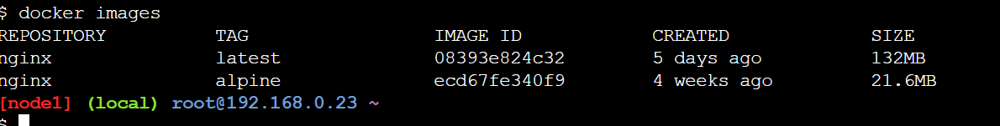 $ docker images
REPOSITORY TAG IMAGE ID CREATED SIZE
nginx latest 08393e824c32 5 days ago 132MB
nginx alpine ecd67fe340f9 4 weeks ago 21.6MB
[node1] (local) root@192.168.0.23 ~
$